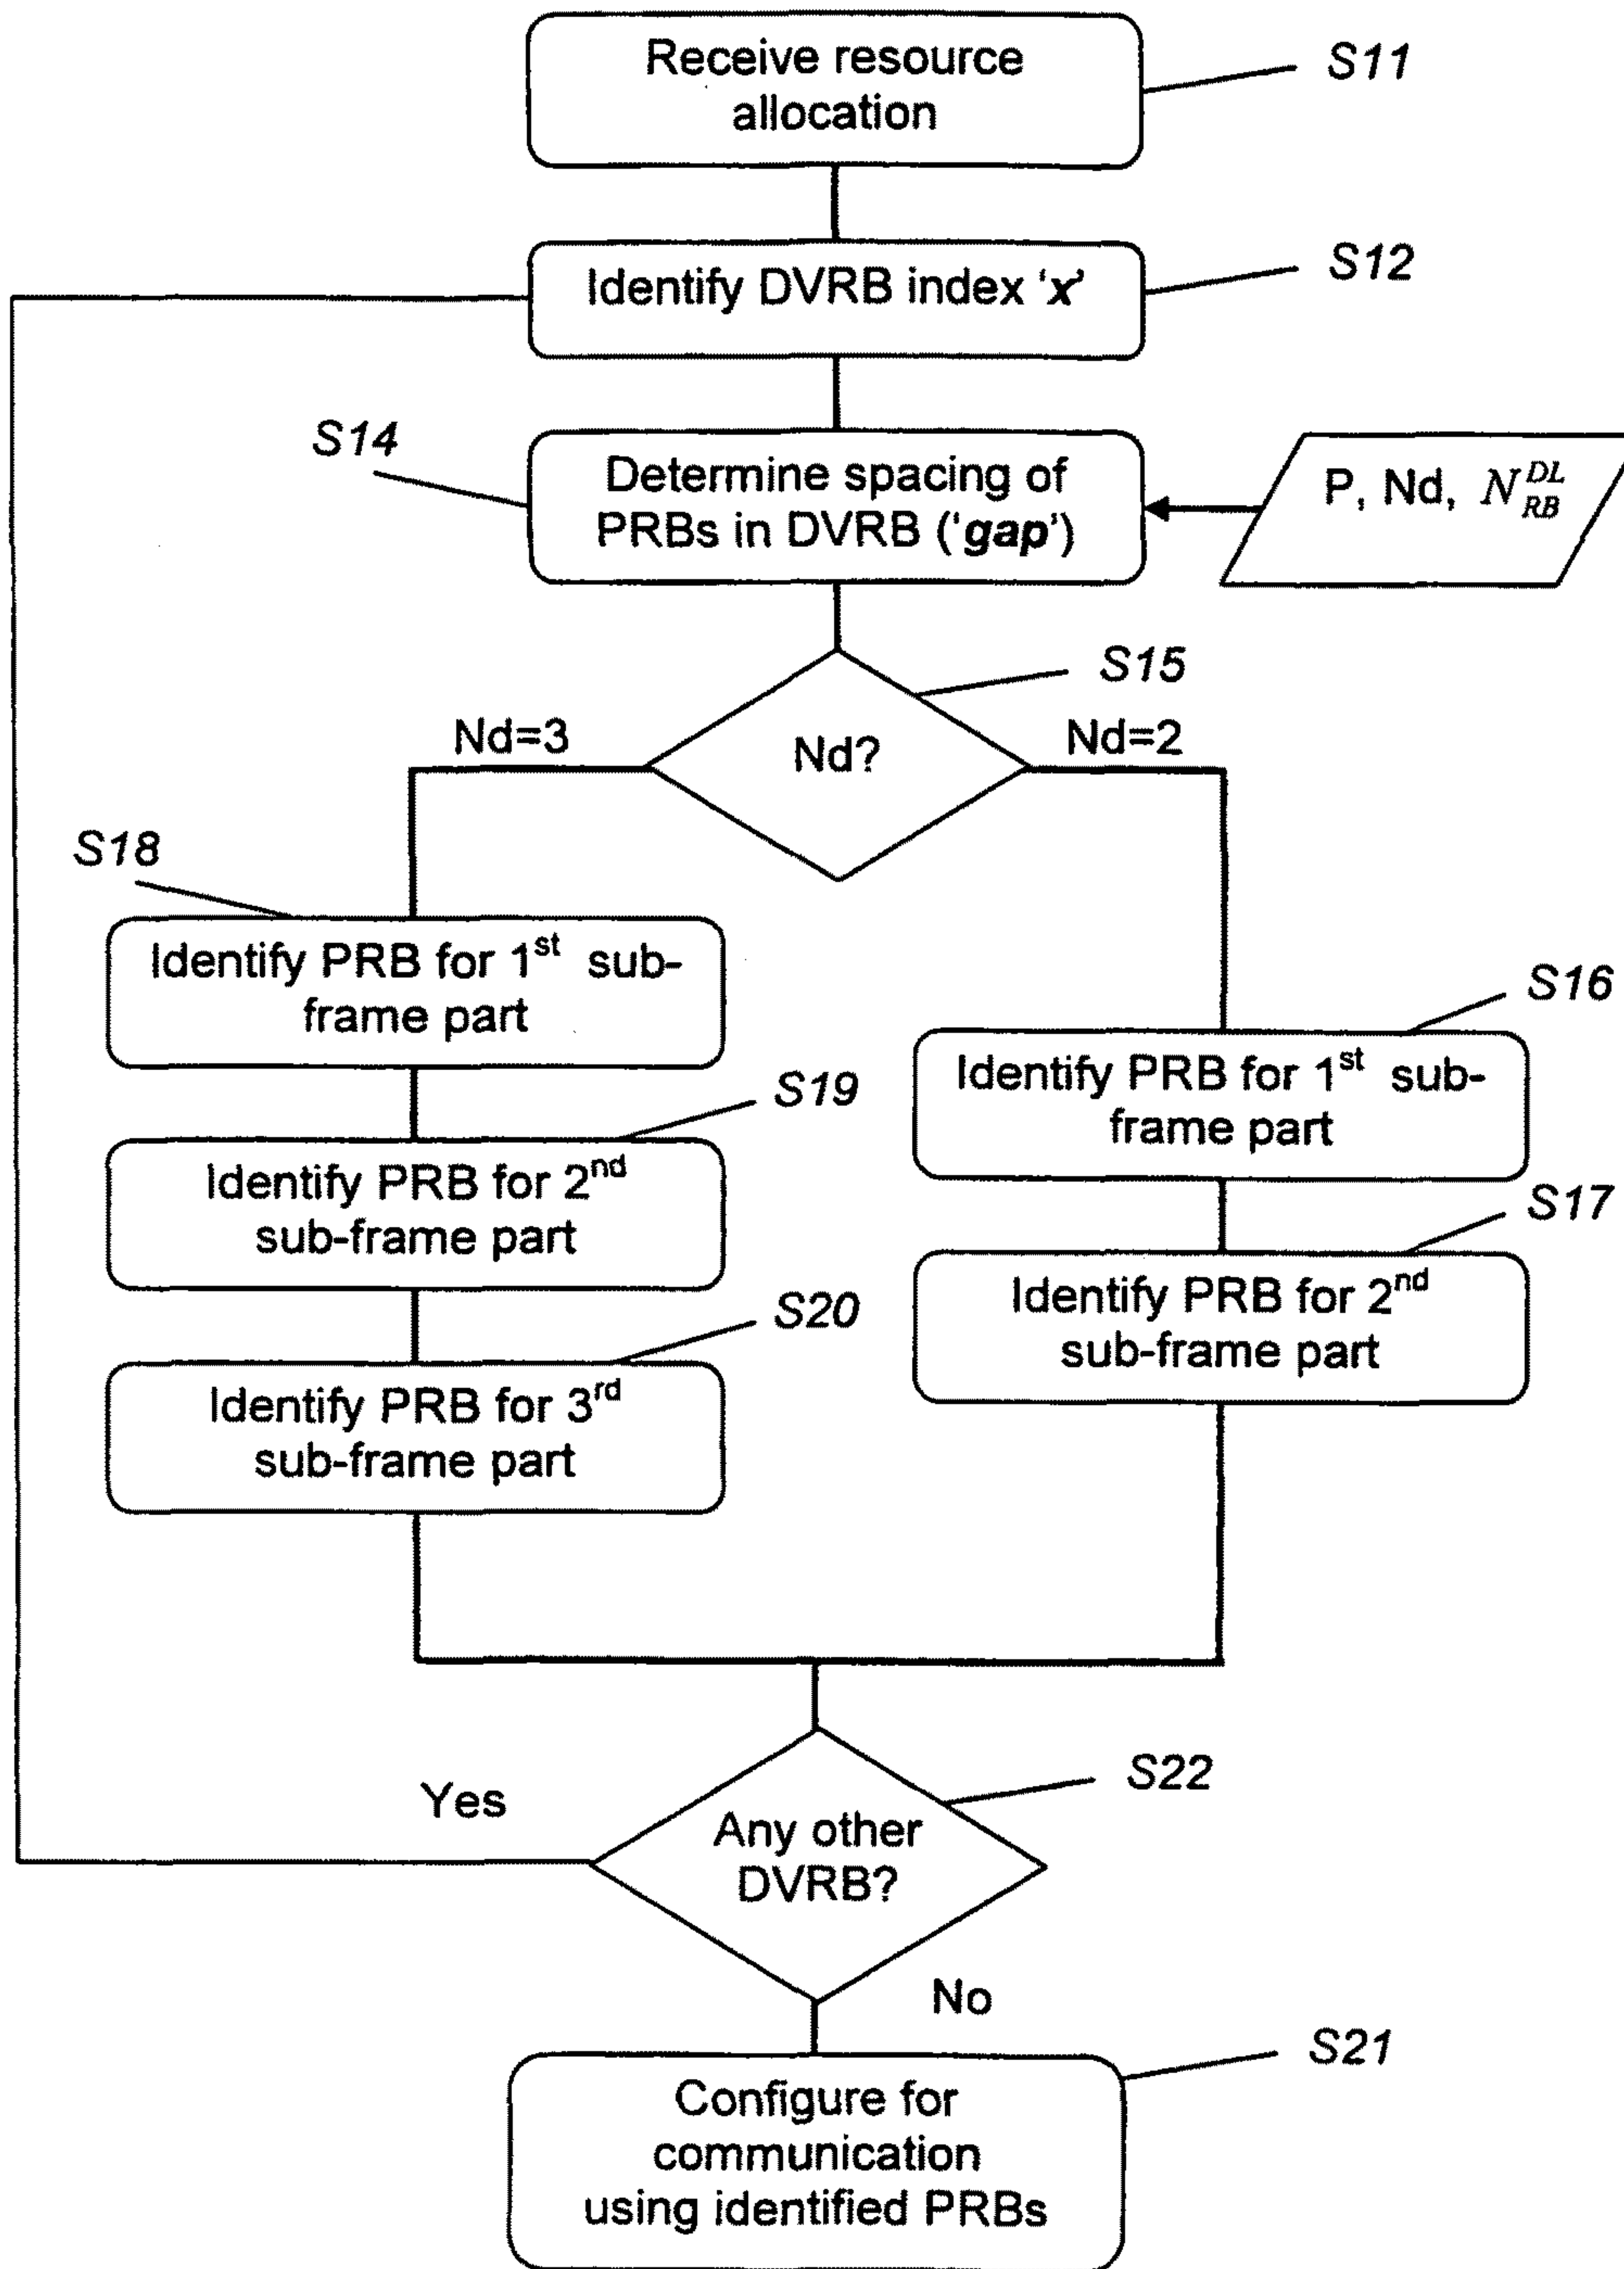 Receive resource
allocation
S11
Identify DVRB index ‘x’
S12
S14
Determine spacing of
PRBs in DVRB (‘gap’)
P, Nd, N_RB^DL
S15
Nd=3
Nd?
Nd=2
S18
Identify PRB for 1st sub-
frame part
S16
Identify PRB for 1st sub-
frame part
S19
Identify PRB for 2nd
sub-frame part
S17
Identify PRB for 2nd
sub-frame part
S20
Identify PRB for 3rd
sub-frame part
S22
Yes
Any other
DVRB?
No
S21
Configure for
communication
using identified PRBs